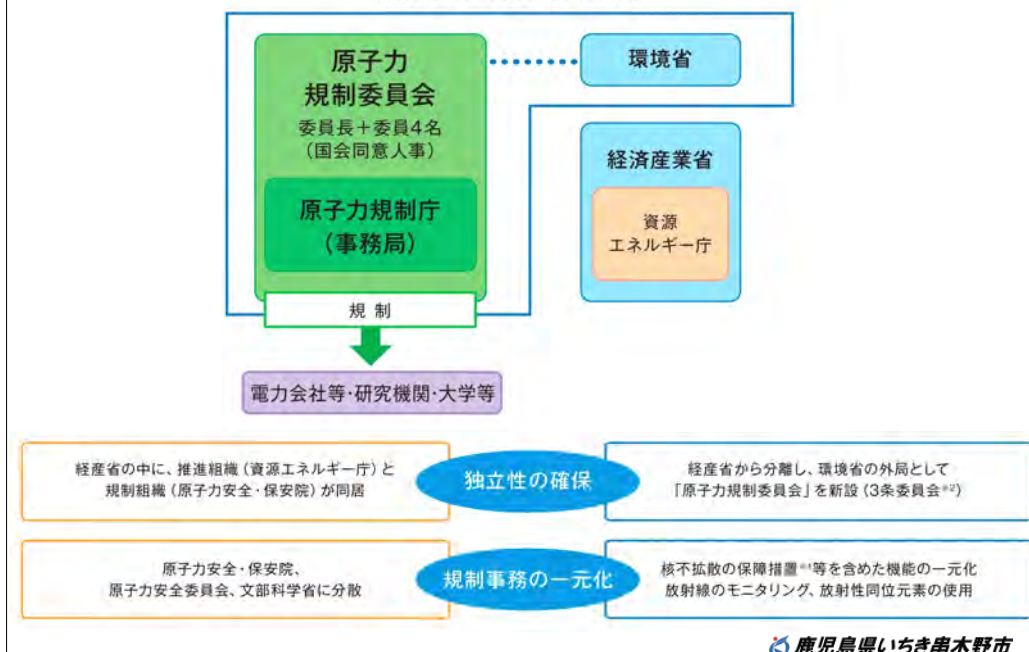 原子力
規制委員会
委員長＋委員4名
（国会同意人事）
原子力規制庁
（事務局）
環境省
経済産業省
資源
エネルギー庁
規 制
電力会社等・研究機関・大学等
経産省の中に、推進組織（資源エネルギー庁）と
規制組織（原子力安全・保安院）が同居
独立性の確保
経産省から分離し、環境省の外局として
「原子力規制委員会」を新設（3条委員会※2）
原子力安全・保安院、
原子力安全委員会、文部科学省に分散
規制事務の一元化
核不拡散の保障措置※1等を含めた機能の一元化
放射線のモニタリング、放射性同位元素の使用
鹿児島県いちき串木野市